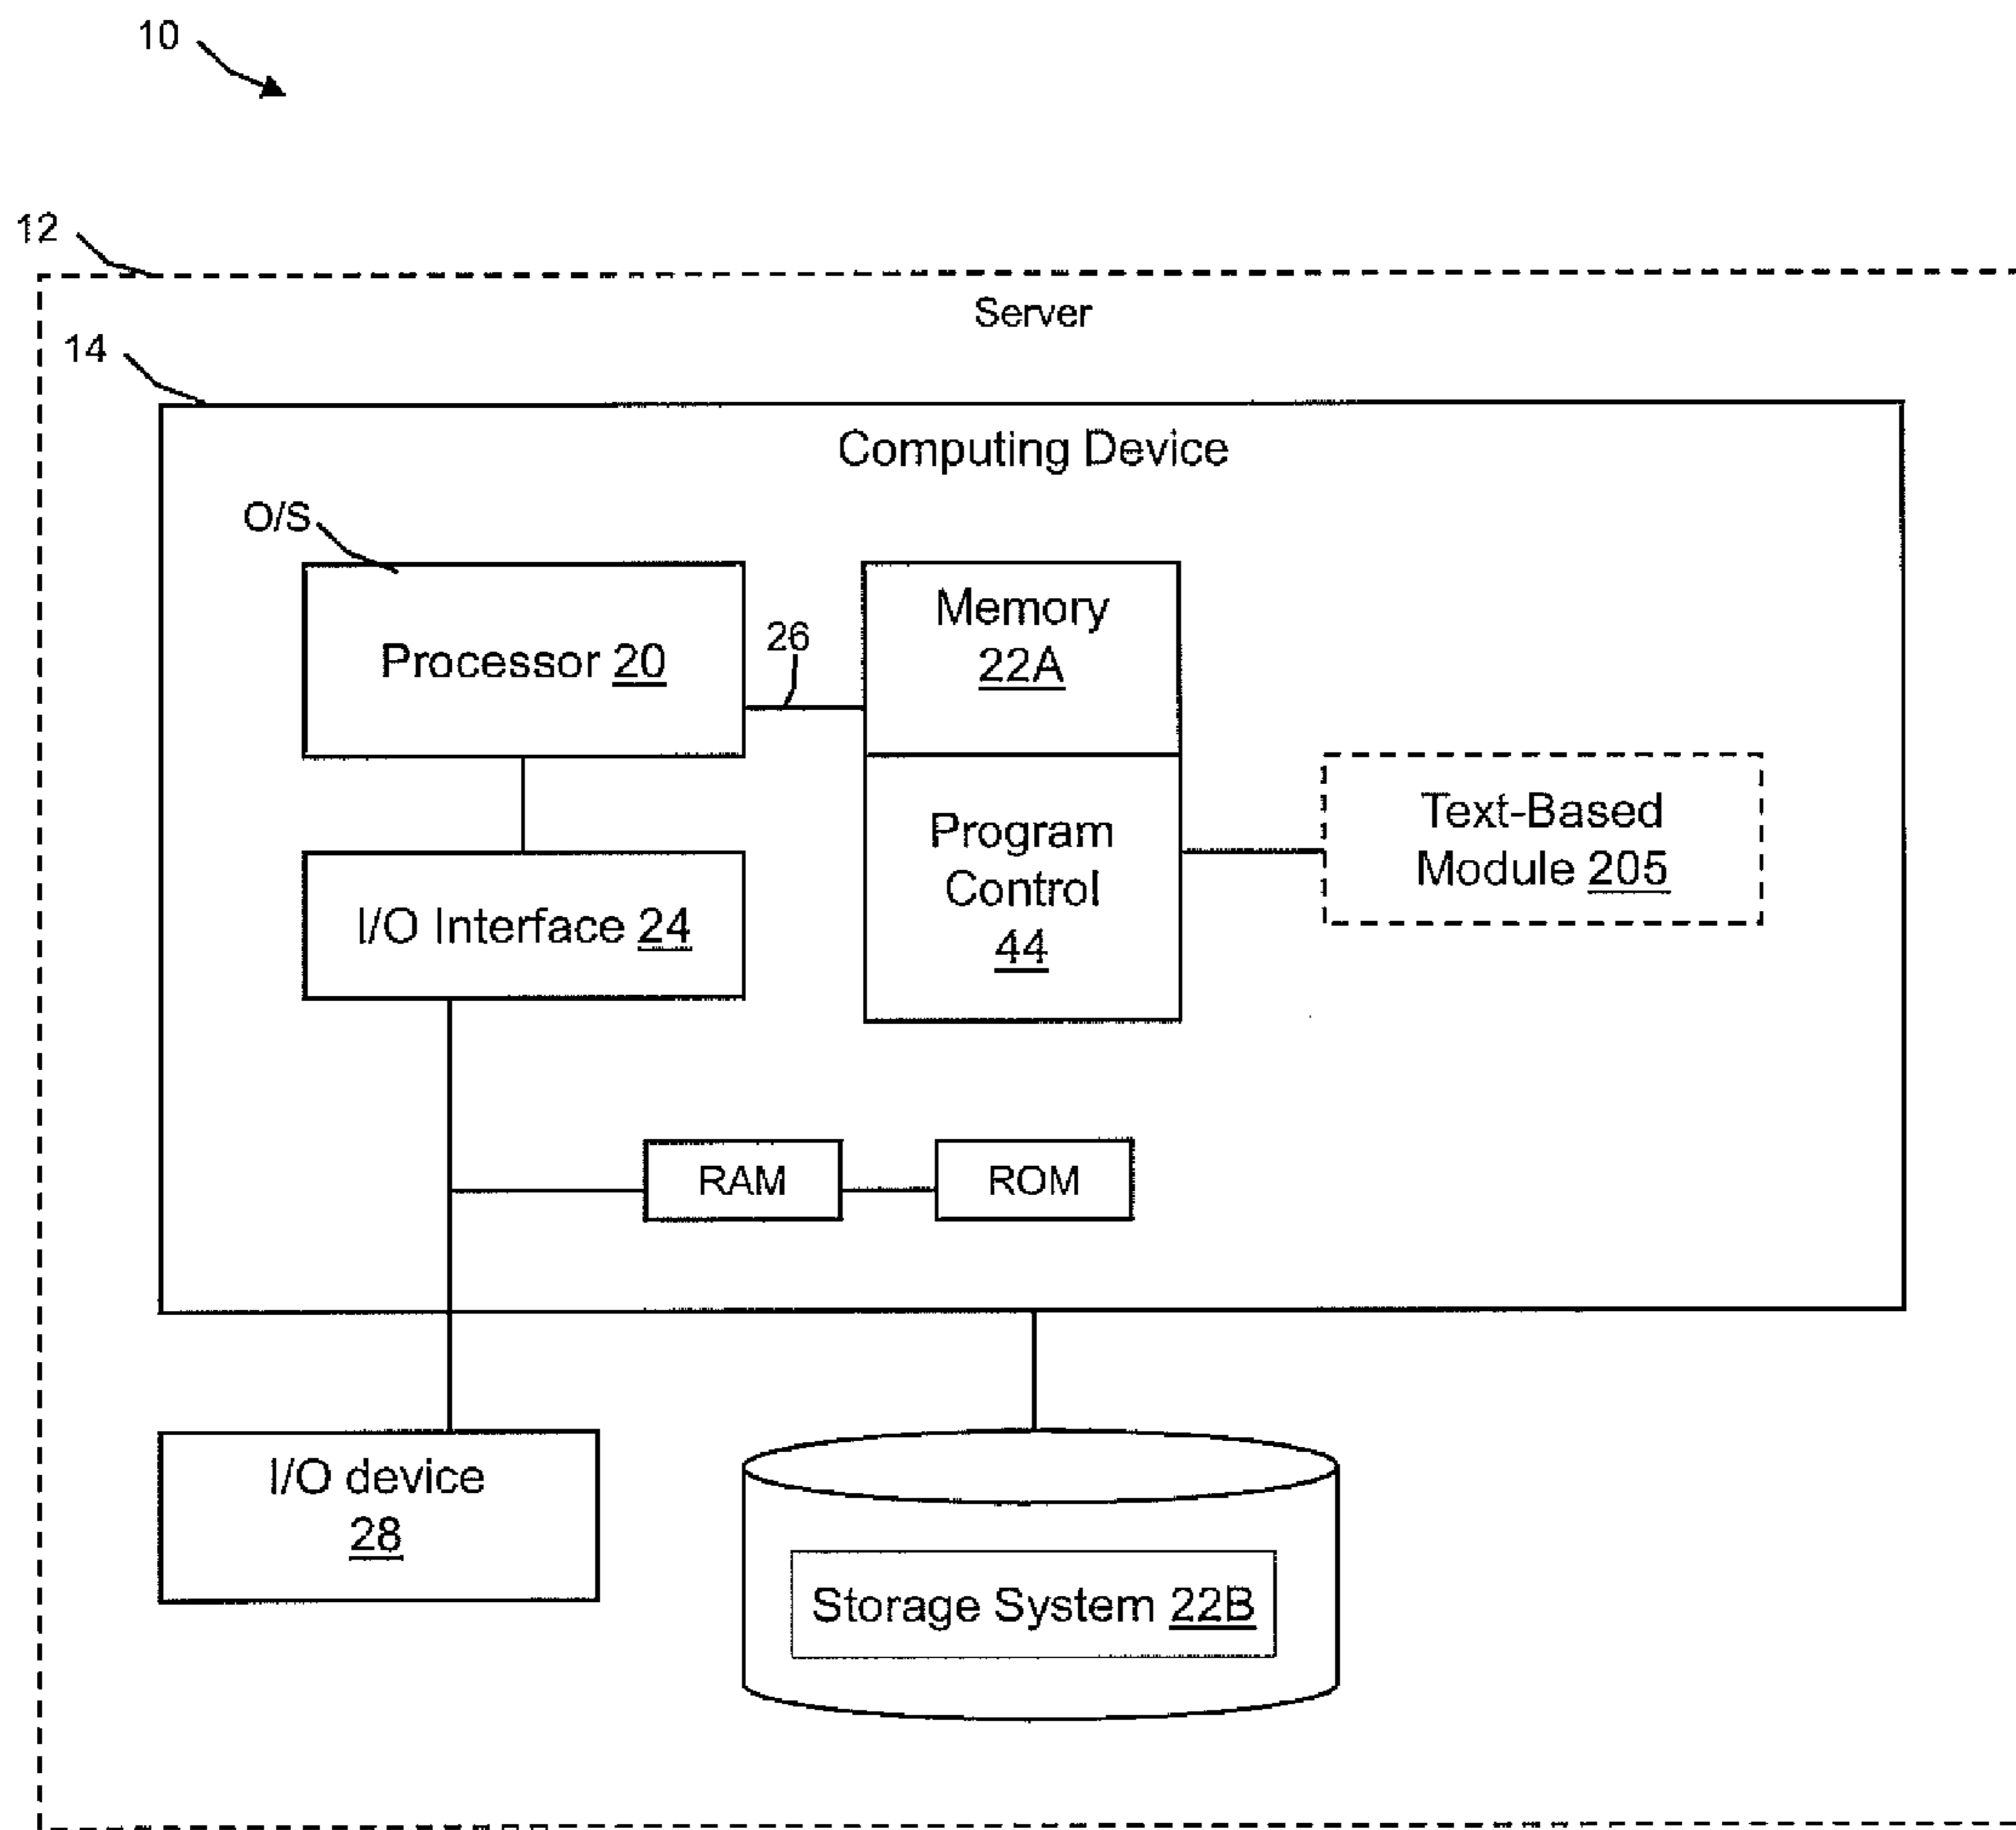 10
12
Server
14
Computing Device
O/S
Processor 20
26
Memory
22A
Program
Control
44
Text-Based
Module 205
I/O Interface 24
RAM
ROM
I/O device
28
Storage System 22B